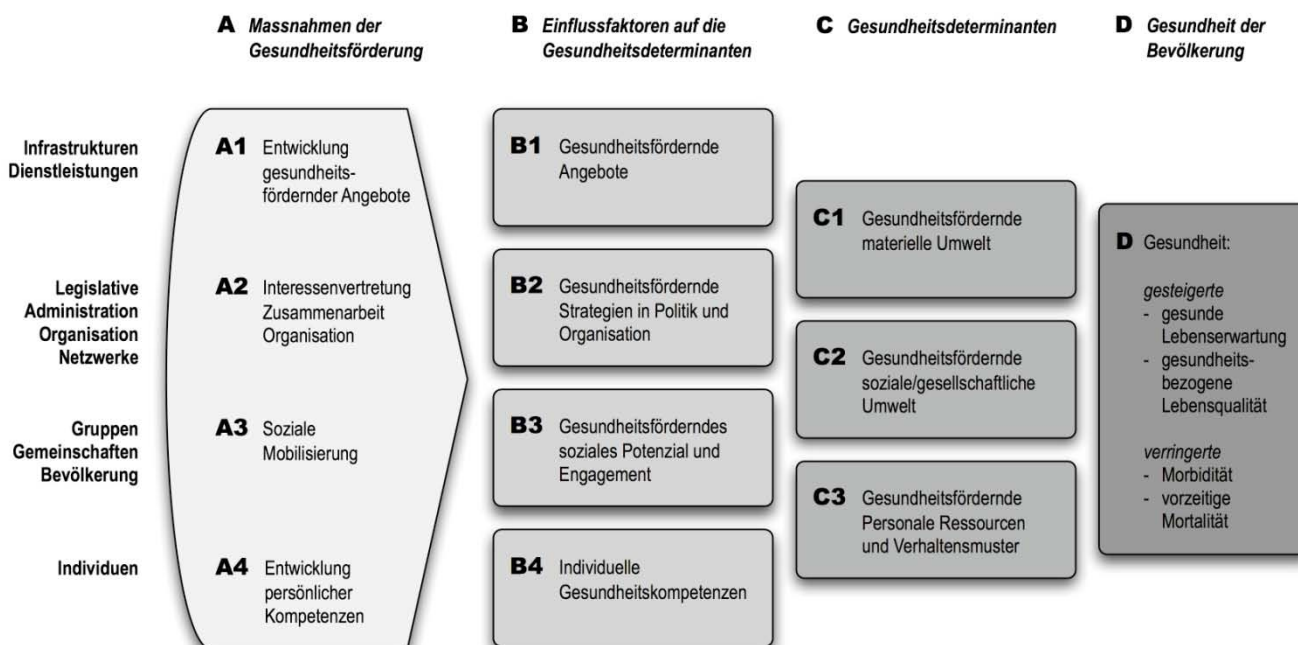 A Massnahmen der
Gesundheitsförderung
B Einflussfaktoren auf die
Gesundheitsdeterminanten
C Gesundheitsdeterminanten
D Gesundheit der
Bevölkerung
Infrastrukturen
Dienstleistungen
A1 Entwicklung
gesundheits-
fördernder Angebote
B1 Gesundheitsfördernde
Angebote
Legislative
Administration
Organisation
Netzwerke
A2 Interessenvertretung
Zusammenarbeit
Organisation
B2 Gesundheitsfördernde
Strategien in Politik und
Organisation
Gruppen
Gemeinschaften
Bevölkerung
A3 Soziale
Mobilisierung
B3 Gesundheitsförderndes
soziales Potenzial und
Engagement
Individuen
A4 Entwicklung
persönlicher
Kompetenzen
B4 Individuelle
Gesundheitskompetenzen
C1 Gesundheitsfördernde
materielle Umwelt
C2 Gesundheitsfördernde
soziale/gesellschaftliche
Umwelt
C3 Gesundheitsfördernde
Personale Ressourcen
und Verhaltensmuster
D Gesundheit:
gesteigerte
- gesunde
Lebenserwartung
- gesundheits-
bezogene
Lebensqualität
verringerte
- Morbidität
- vorzeitige
Mortalität